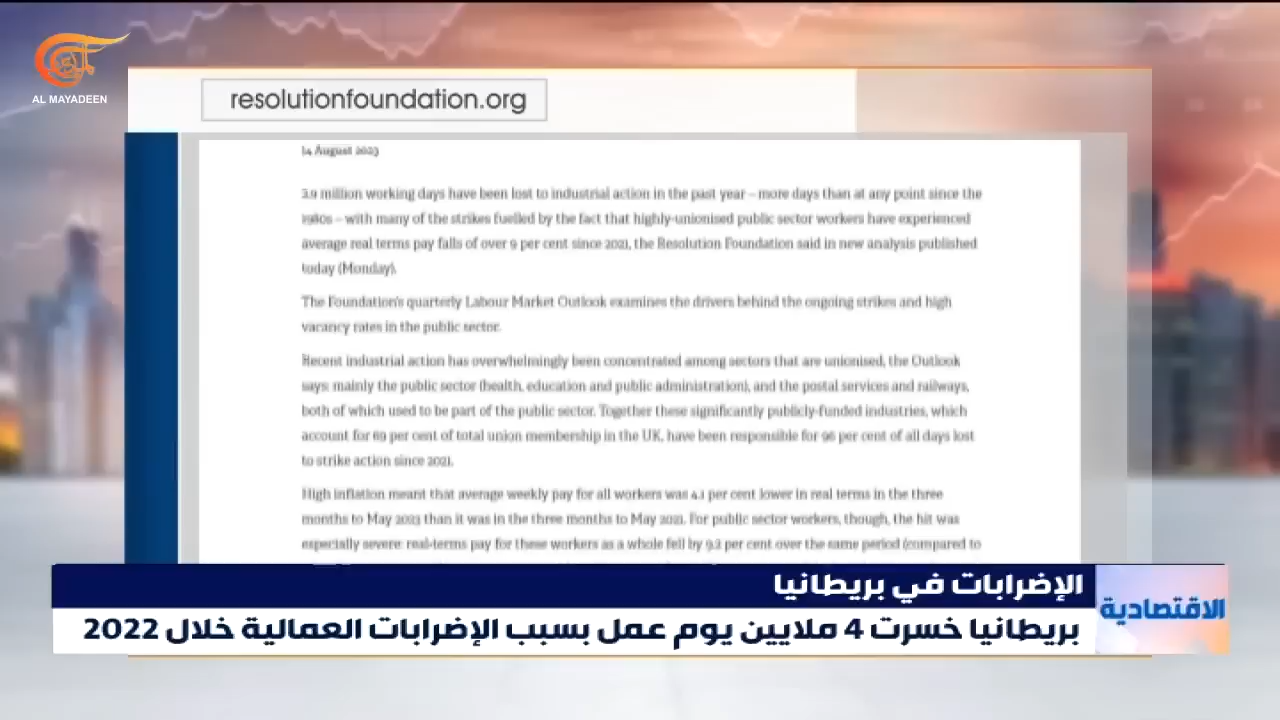 AL MAYADEEN
resolutionfoundation.org
14 August 2023
3.9 million working days have been lost to industrial action in the past year – more days than at any point since the
1980s – with many of the strikes fuelled by the fact that highly-unionised public sector workers have experienced
average real terms pay falls of over 9 per cent since 2021, the Resolution Foundation said in new analysis published
today (Monday).
The Foundation's quarterly Labour Market Outlook examines the drivers behind the ongoing strikes and high
vacancy rates in the public sector.
Recent industrial action has overwhelmingly been concentrated among sectors that are unionised, the Outlook
says: mainly the public sector (health, education and public administration), and the postal services and railways,
both of which used to be part of the public sector. Together these significantly publicly-funded industries, which
account for 69 per cent of total union membership in the UK, have been responsible for 96 per cent of all days lost
to strike action since 2021.
High inflation meant that average weekly pay for all workers was 4.1 per cent lower in real terms in the three
months to May 2023 than it was in the three months to May 2021. For public sector workers, though, the hit was
especially severe: real-terms pay for these workers as a whole fell by 9.2 per cent over the same period (compared to
الإضرابات في بريطانيا
الاقتصادية
بريطانيا خسرت 4 ملايين يوم عمل بسبب الإضرابات العمالية خلال 2022